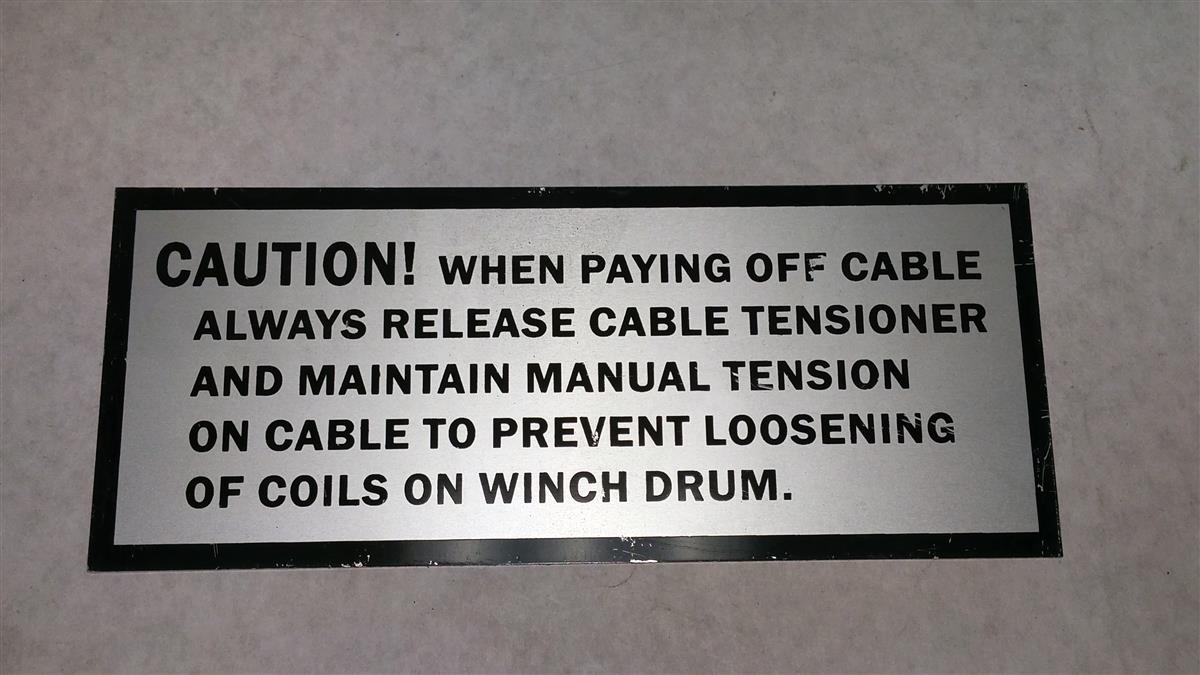 CAUTION! WHEN PAYING OFF CABLE
ALWAYS RELEASE CABLE TENSIONER
AND MAINTAIN MANUAL TENSION
ON CABLE TO PREVENT LOOSENING
OF COILS ON WINCH DRUM.